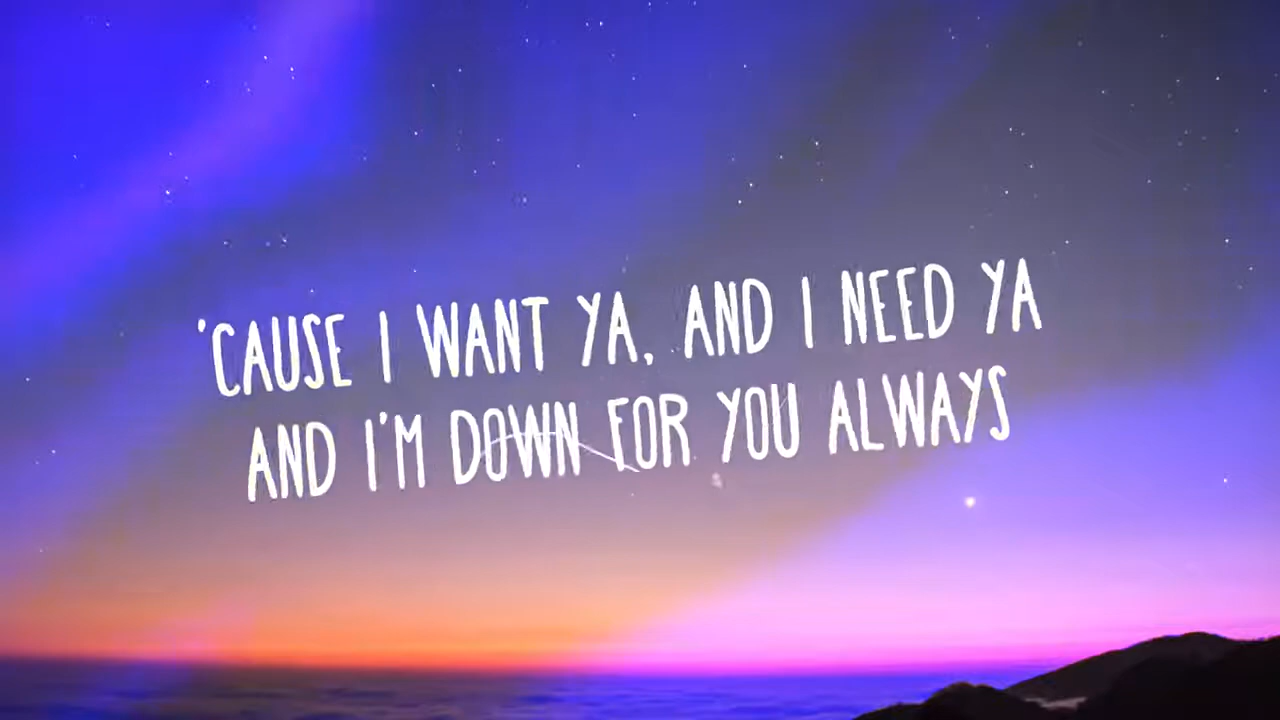 'CAUSE I WANT YA, AND I NEED YA
AND I'M DOWN FOR YOU ALWAYS